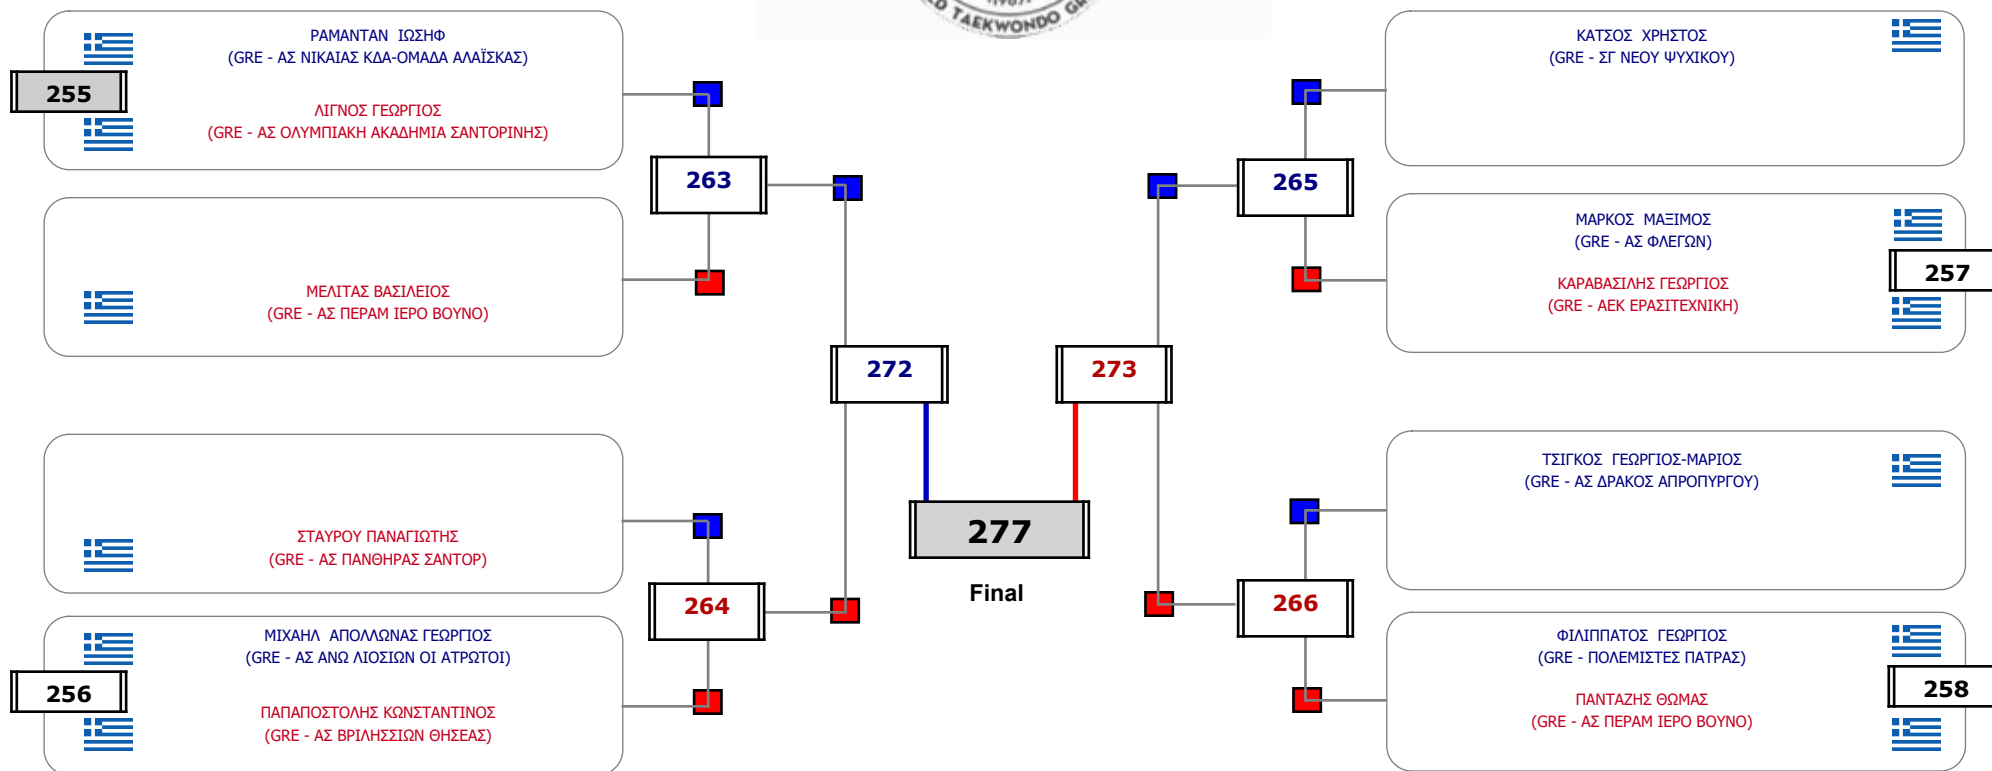 TAEKWONDO
ΡΑΜΑΝΤΑΝ ΙΩΣΗΦ
(GRE - ΑΣ ΝΙΚΑΙΑΣ ΚΔΑ-ΟΜΑΔΑ ΑΛΑΪΣΚΑΣ)
255
ΛΙΓΝΟΣ ΓΕΩΡΓΙΟΣ
(GRE - ΑΣ ΟΛΥΜΠΙΑΚΗ ΑΚΑΔΗΜΙΑ ΣΑΝΤΟΡΙΝΗΣ)
263
ΜΕΛΙΤΑΣ ΒΑΣΙΛΕΙΟΣ
(GRE - ΑΣ ΠΕΡΑΜ ΙΕΡΟ ΒΟΥΝΟ)
272
ΣΤΑΥΡΟΥ ΠΑΝΑΓΙΩΤΗΣ
(GRE - ΑΣ ΠΑΝΘΗΡΑΣ ΣΑΝΤΟΡ)
264
ΜΙΧΑΗΛ ΑΠΟΛΛΩΝΑΣ ΓΕΩΡΓΙΟΣ
(GRE - ΑΣ ΑΝΩ ΛΙΟΣΙΩΝ ΟΙ ΑΤΡΩΤΟΙ)
256
ΠΑΠΑΠΟΣΤΟΛΗΣ ΚΩΝΣΤΑΝΤΙΝΟΣ
(GRE - ΑΣ ΒΡΙΛΗΣΣΙΩΝ ΘΗΣΕΑΣ)
277
Final
ΚΑΤΣΟΣ ΧΡΗΣΤΟΣ
(GRE - ΣΓ ΝΕΟΥ ΨΥΧΙΚΟΥ)
265
ΜΑΡΚΟΣ ΜΑΞΙΜΟΣ
(GRE - ΑΣ ΦΛΕΓΩΝ)
257
ΚΑΡΑΒΑΣΙΛΗΣ ΓΕΩΡΓΙΟΣ
(GRE - ΑΕΚ ΕΡΑΣΙΤΕΧΝΙΚΗ)
273
ΤΣΙΓΚΟΣ ΓΕΩΡΓΙΟΣ-ΜΑΡΙΟΣ
(GRE - ΑΣ ΔΡΑΚΟΣ ΑΠΡΟΠΥΡΓΟΥ)
266
ΦΙΛΙΠΠΑΤΟΣ ΓΕΩΡΓΙΟΣ
(GRE - ΠΟΛΕΜΙΣΤΕΣ ΠΑΤΡΑΣ)
258
ΠΑΝΤΑΖΗΣ ΘΩΜΑΣ
(GRE - ΑΣ ΠΕΡΑΜ ΙΕΡΟ ΒΟΥΝΟ)